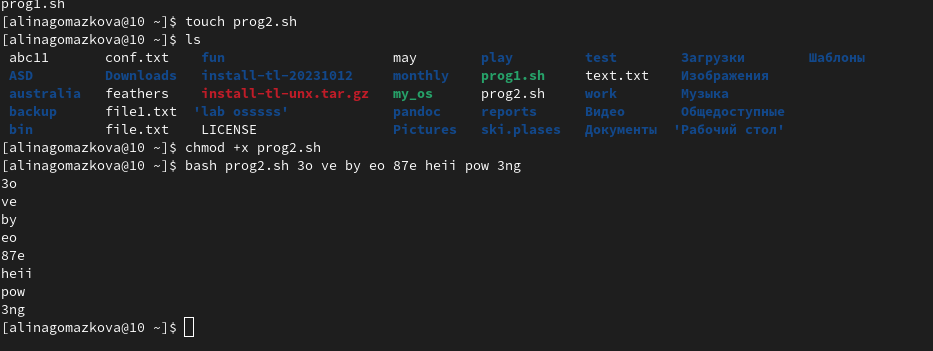 prog1.sh
[alinagomazkova@10 ~]$ touch prog2.sh
[alinagomazkova@10 ~]$ ls
abc11 conf.txt fun may play test Загрузки Шаблоны
ASD Downloads install-tl-20231012 monthly prog1.sh text.txt Изображения
australia feathers install-tl-unx.tar.gz my_os prog2.sh work Музыка
backup file1.txt 'lab osssss' pandoc reports Видео Общедоступные
bin file.txt LICENSE Pictures ski.plases Документы 'Рабочий стол'
[alinagomazkova@10 ~]$ chmod +x prog2.sh
[alinagomazkova@10 ~]$ bash prog2.sh 3o ve by eo 87e heii pow 3ng
3o
ve
by
eo
87e
heii
pow
3ng
[alinagomazkova@10 ~]$